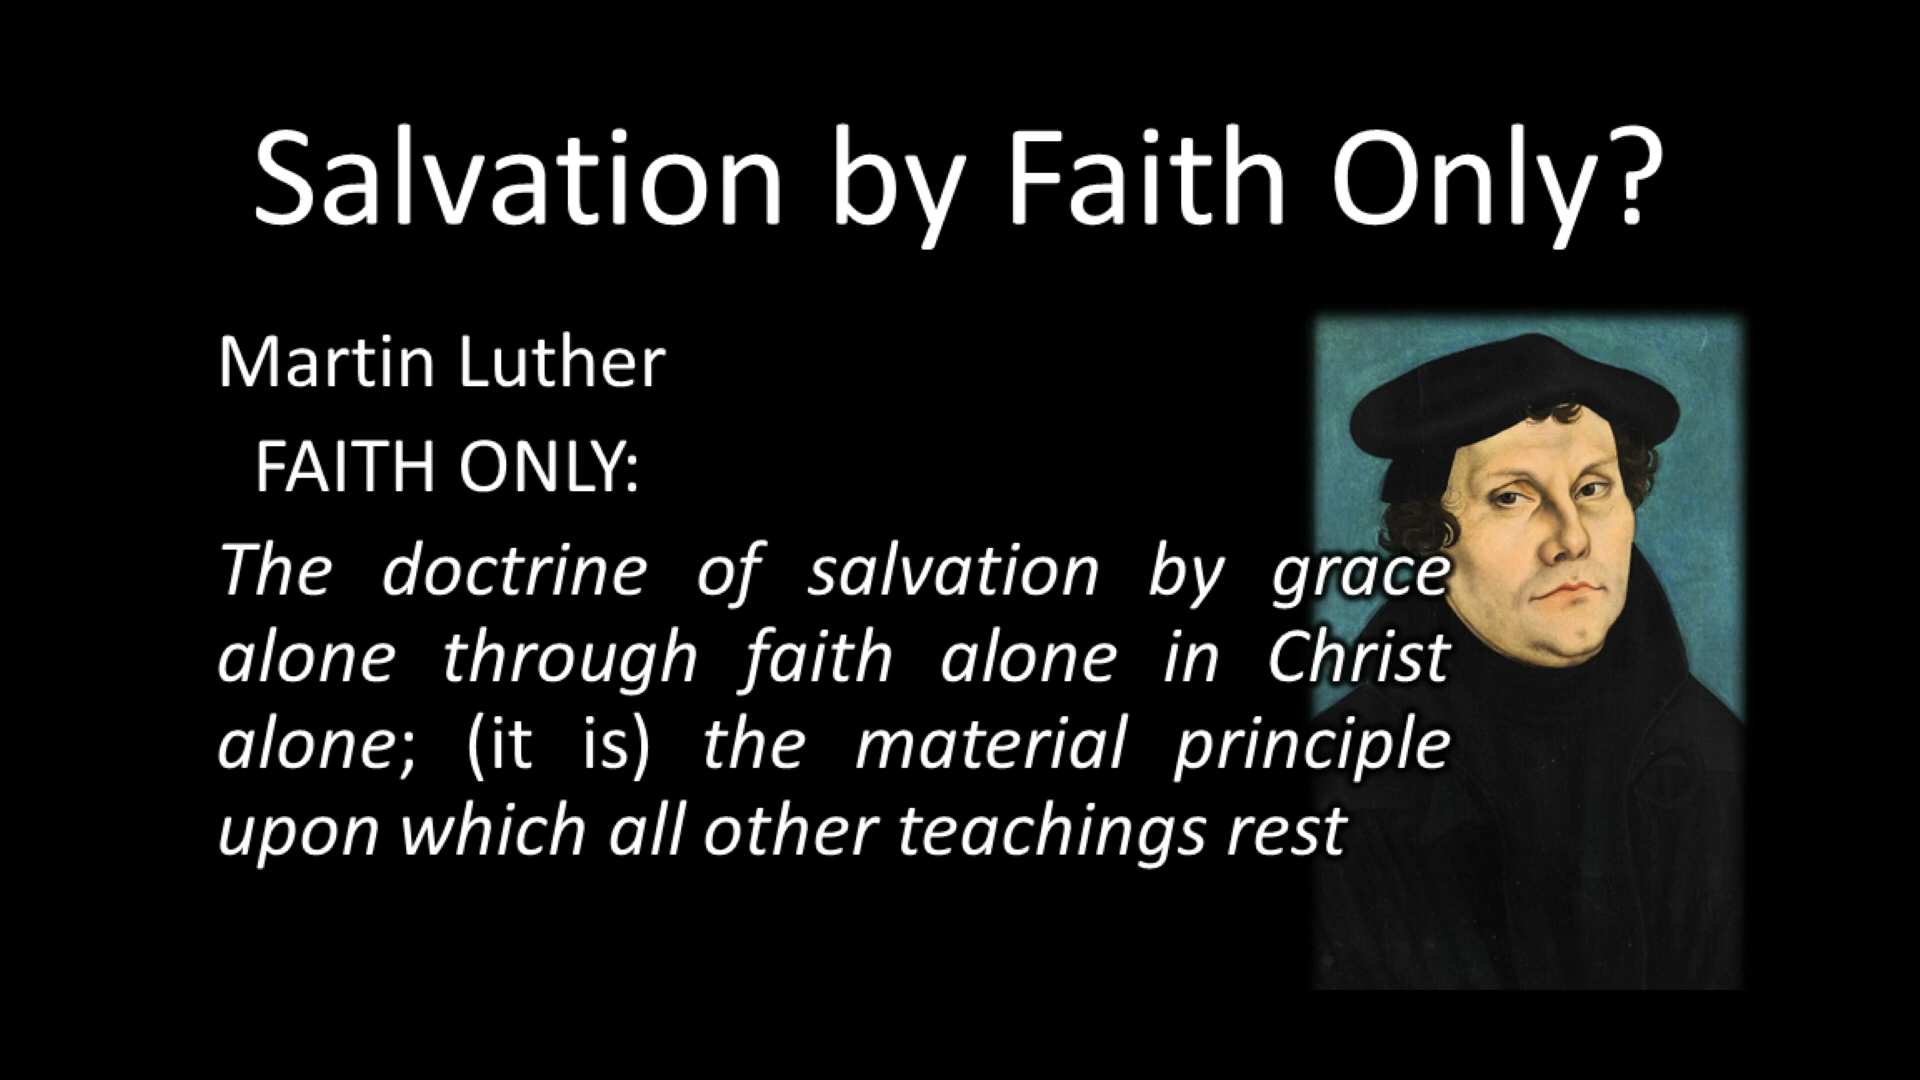 Salvation by Faith Only?
Martin Luther
FAITH ONLY:
The doctrine of salvation by grace
alone through faith alone in Christ
alone; (it is) the material principle
upon which all other teachings rest